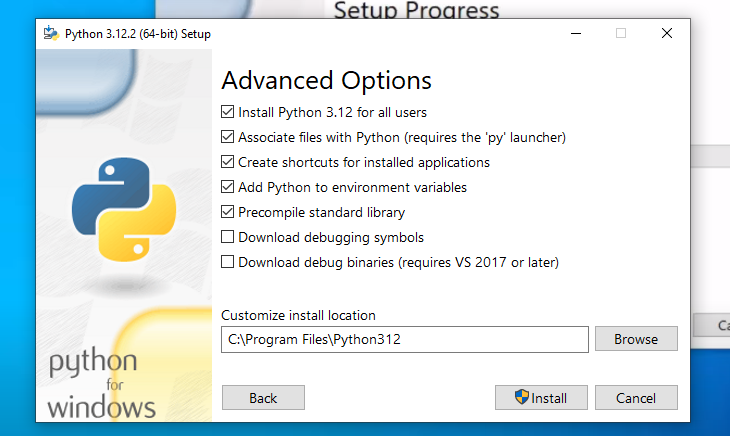 Setup Progress
Python 3.12.2 (64-bit) Setup
Advanced Options
Install Python 3.12 for all users
Associate files with Python (requires the 'py' launcher)
Create shortcuts for installed applications
Add Python to environment variables
Precompile standard library
Download debugging symbols
Download debug binaries (requires VS 2017 or later)
Customize install location
C:\Program Files\Python312
Browse
python
for
windows
Back
Install
Cancel